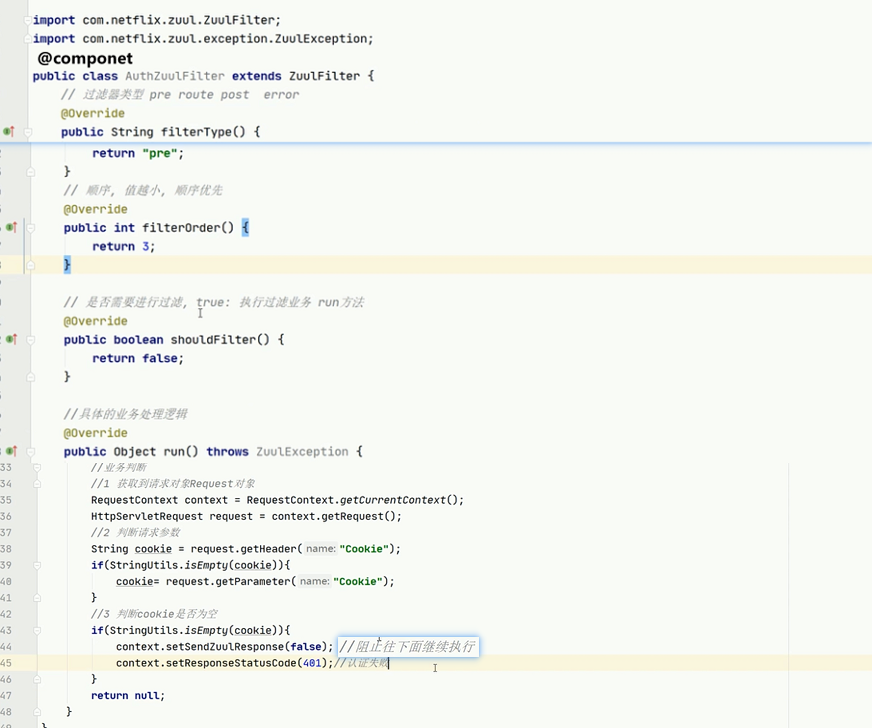 import com.netflix.zuul.ZuulFilter;
import com.netflix.zuul.exception.ZuulException;
@componet
public class AuthZuulFilter extends ZuulFilter {
// 过滤器类型 pre route post error
@Override
public String filterType() {
return "pre";
}
// 顺序, 值越小, 顺序优先
@Override
public int filterOrder() {
return 3;
}
// 是否需要进行过滤, true: 执行过滤业务 run方法
@Override
public boolean shouldFilter() {
return false;
}
//具体的业务处理逻辑
@Override
public Object run() throws ZuulException {
33 //业务判断
34 //1 获取到请求对象Request对象
35 RequestContext context = RequestContext.getCurrentContext();
36 HttpServletRequest request = context.getRequest();
37 //2 判断请求参数
38 String cookie = request.getHeader( name: "Cookie");
39 if(StringUtils.isEmpty(cookie)){
40 cookie= request.getParameter( name: "Cookie");
41 }
42 //3 判断cookie是否为空
43 if(StringUtils.isEmpty(cookie)){
44 context.setSendZuulResponse(false); //阻止往下面继续执行
45 context.setResponseStatusCode(401);//认证失败
46 }
47 return null;
48 }